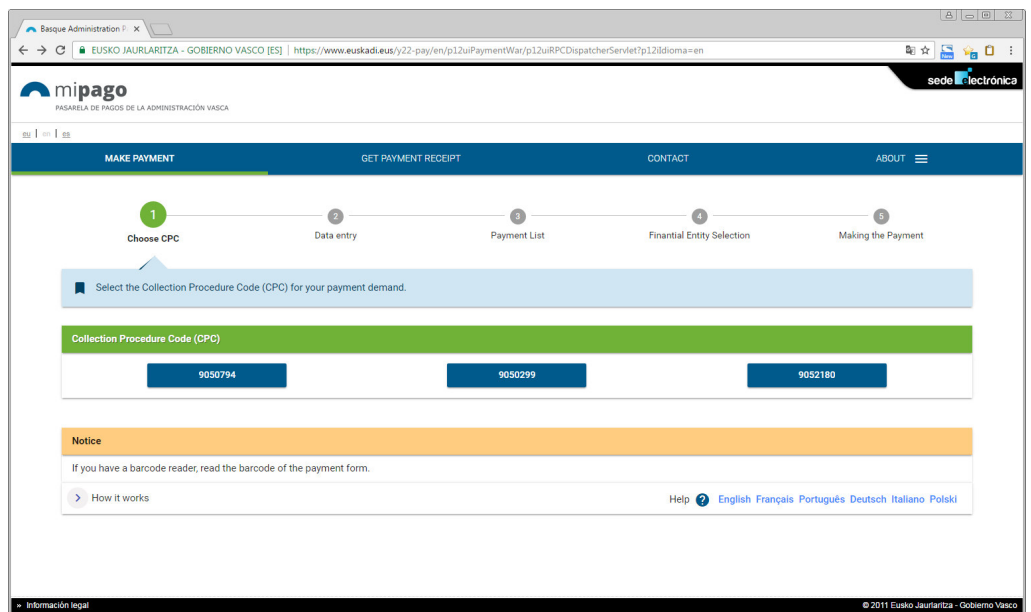 Basque Administration P
EUSKO JAURLARITZA - GOBIERNO VASCO [ES] | https://www.euskadi.eus/y22-pay/en/p12uiPaymentWar/p12uiRPCDispatcherServlet?p12iIdioma=en
New
mipago
PASARELA DE PAGOS DE LA ADMINISTRACIÓN VASCA
sede electrónica
eu | en | es
MAKE PAYMENT GET PAYMENT RECEIPT CONTACT ABOUT
1 2 3 4 5
Choose CPC Data entry Payment List Finantial Entity Selection Making the Payment
Select the Collection Procedure Code (CPC) for your payment demand.
Collection Procedure Code (CPC)
9050794 9050299 9052180
Notice
If you have a barcode reader, read the barcode of the payment form.
How it works Help ? English Français Português Deutsch Italiano Polski
» Información legal © 2011 Eusko Jaurlaritza - Gobierno Vasco